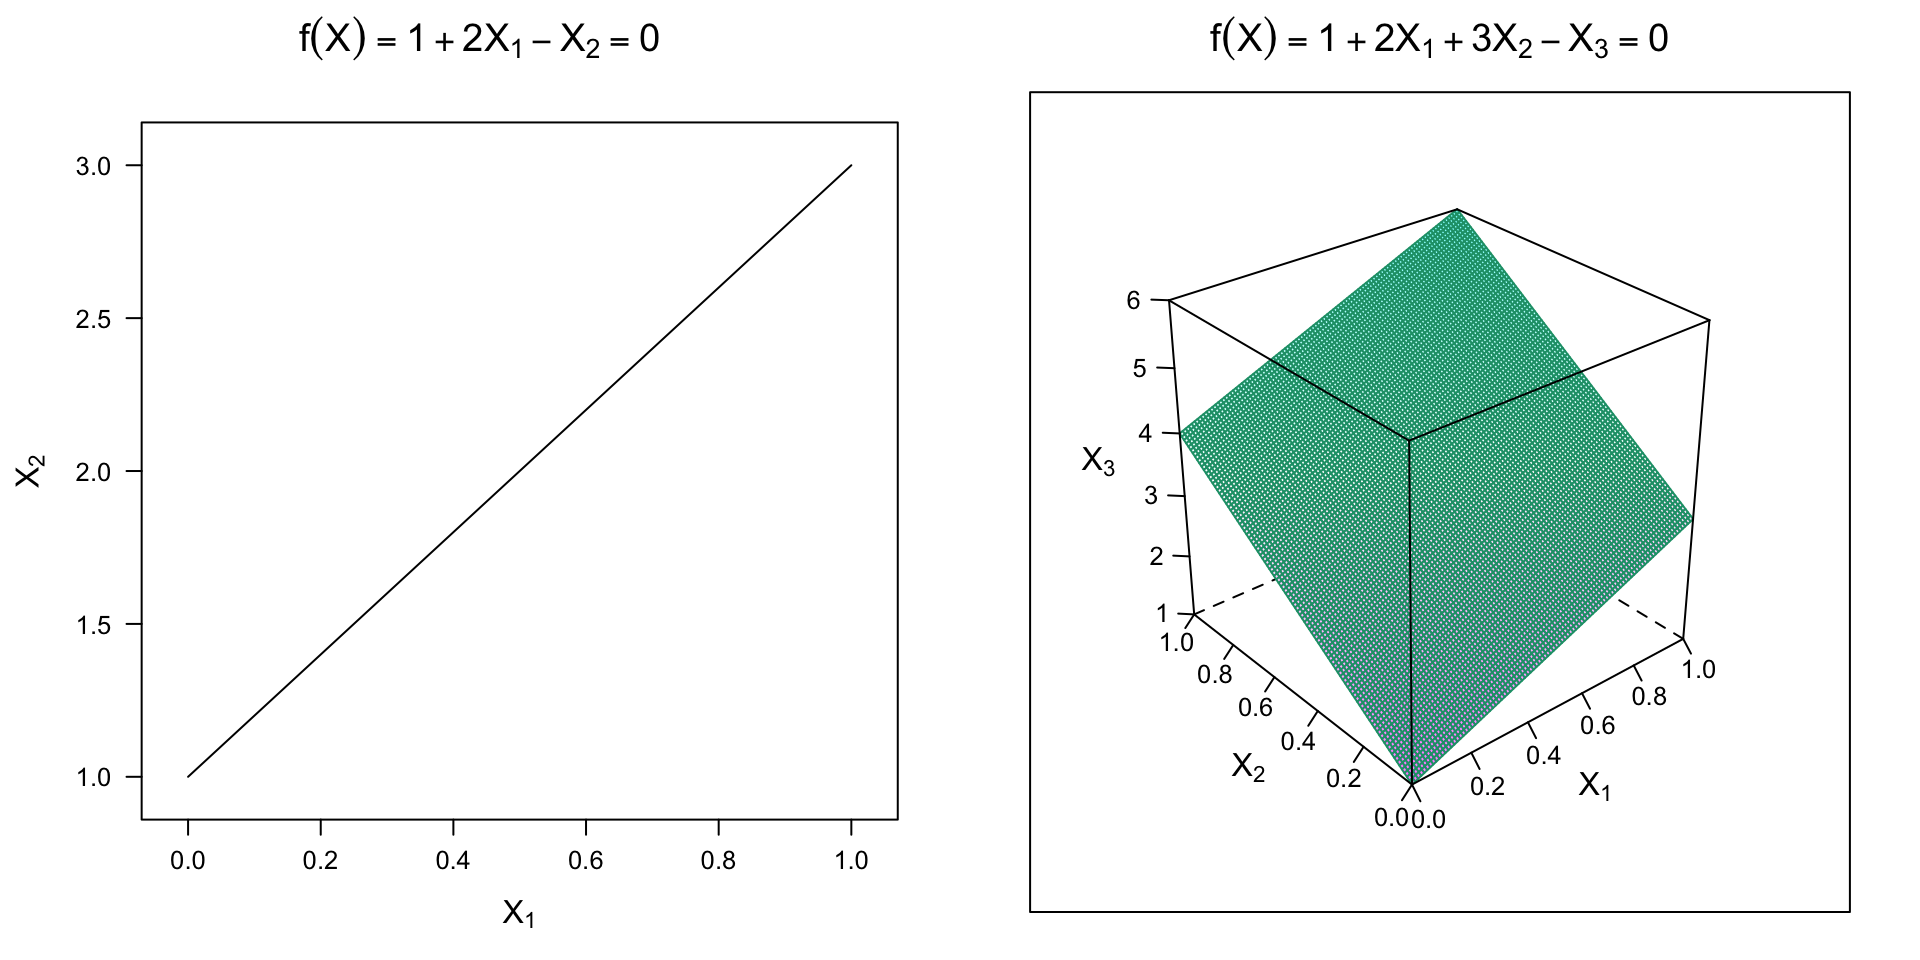 f(X) = 1 + 2X₁ − X₂ = 0
3.0
2.5
2.0
1.5
1.0
X₂
0.0 0.2 0.4 0.6 0.8 1.0
X₁
f(X) = 1 + 2X₁ + 3X₂ − X₃ = 0
6
5
4
3
2
1
X₃
1.0
0.8
0.6
0.4
0.2
0.0
X₂
0.0
0.2
0.4
0.6
0.8
1.0
X₁